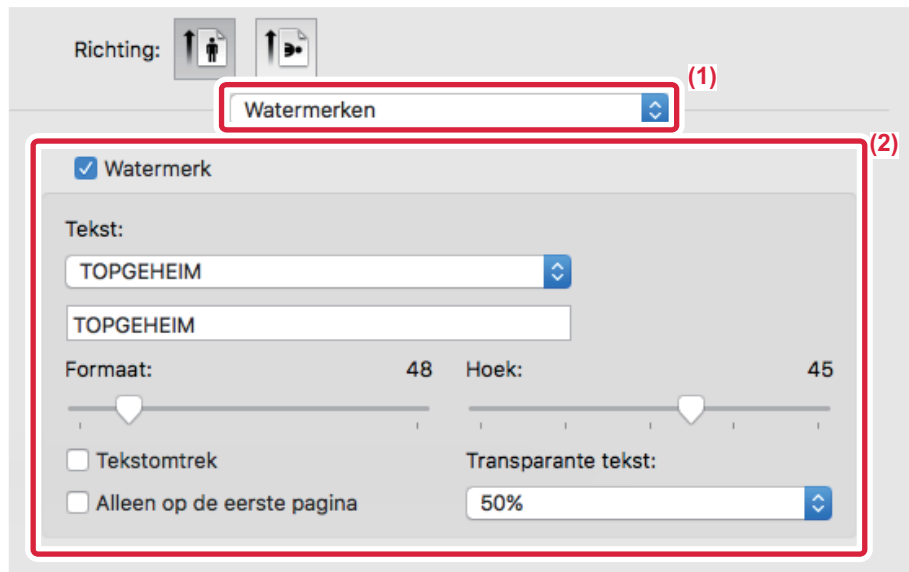 Richting:
(1)
Watermerken
(2)
Watermerk
Tekst:
TOPGEHEIM
TOPGEHEIM
Formaat: 48 Hoek: 45
Tekstomtrek Transparante tekst:
Alleen op de eerste pagina 50%